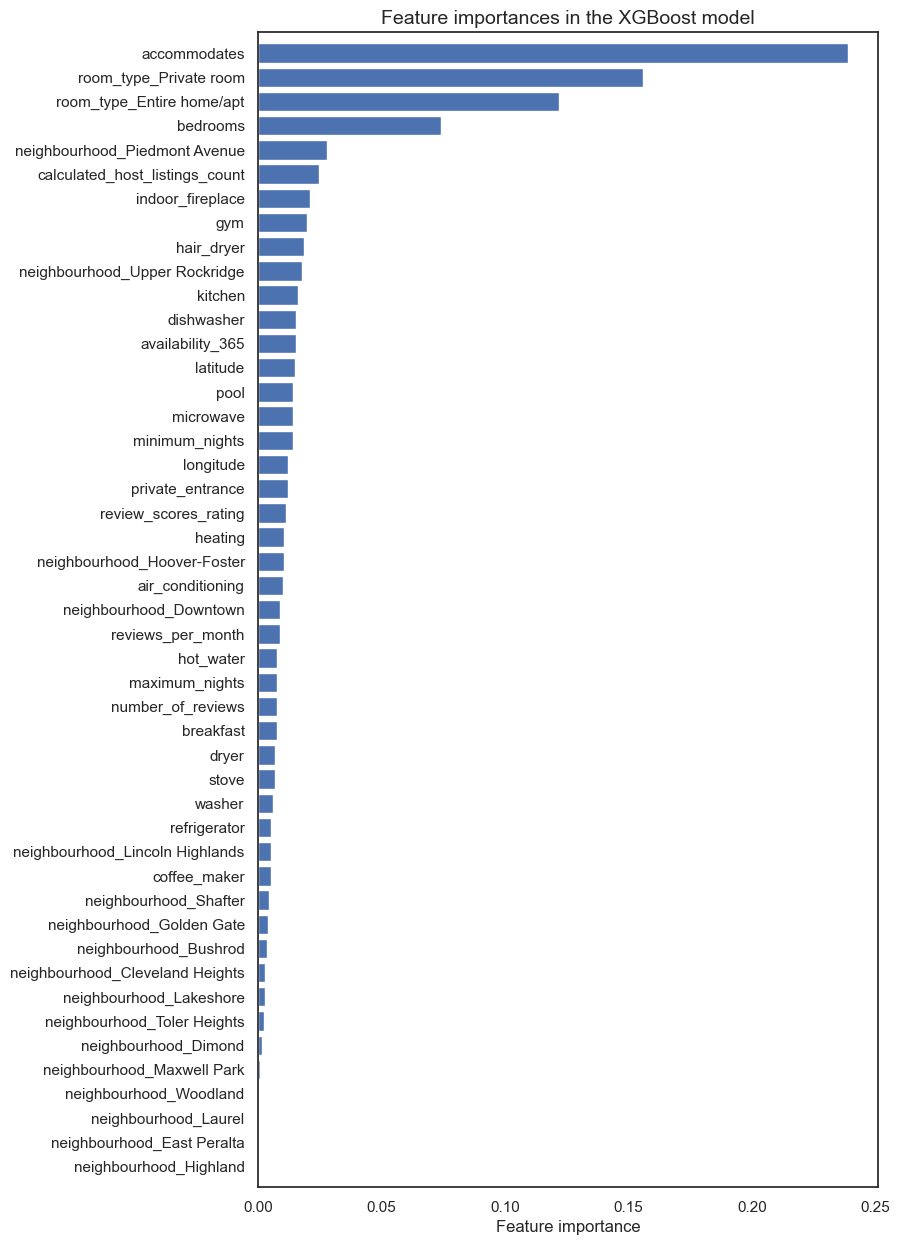 Feature importances in the XGBoost model
accommodates
room_type_Private room
room_type_Entire home/apt
bedrooms
neighbourhood_Piedmont Avenue
calculated_host_listings_count
indoor_fireplace
gym
hair_dryer
neighbourhood_Upper Rockridge
kitchen
dishwasher
availability_365
latitude
pool
microwave
minimum_nights
longitude
private_entrance
review_scores_rating
heating
neighbourhood_Hoover-Foster
air_conditioning
neighbourhood_Downtown
reviews_per_month
hot_water
maximum_nights
number_of_reviews
breakfast
dryer
stove
washer
refrigerator
neighbourhood_Lincoln Highlands
coffee_maker
neighbourhood_Shafter
neighbourhood_Golden Gate
neighbourhood_Bushrod
neighbourhood_Cleveland Heights
neighbourhood_Lakeshore
neighbourhood_Toler Heights
neighbourhood_Dimond
neighbourhood_Maxwell Park
neighbourhood_Woodland
neighbourhood_Laurel
neighbourhood_East Peralta
neighbourhood_Highland
0.00 0.05 0.10 0.15 0.20 0.25
Feature importance